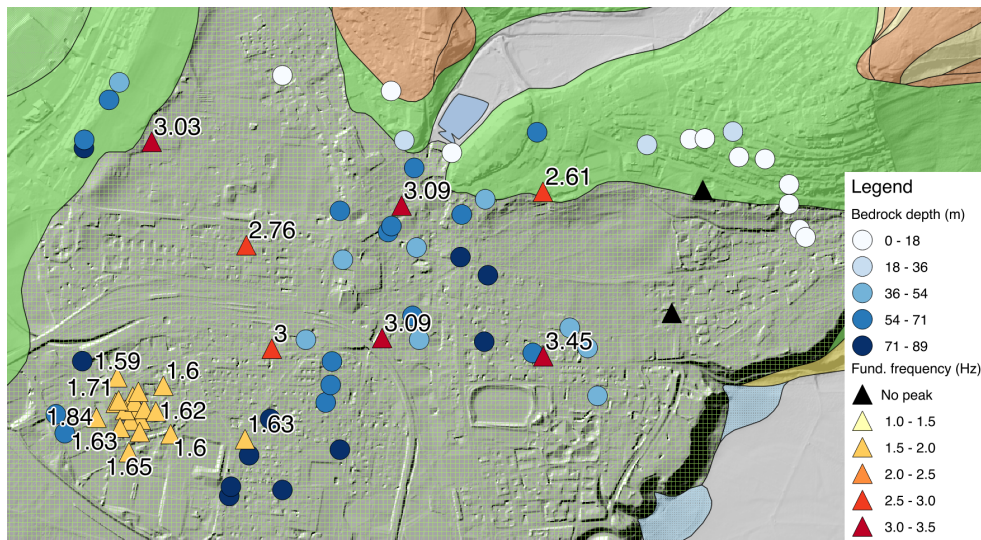 3.03
3.09
2.61
2.76
3
3.09
3.45
1.59
1.6
1.71
1.84
1.62
1.63
1.63
1.6
1.65
Legend
Bedrock depth (m)
0 - 18
18 - 36
36 - 54
54 - 71
71 - 89
Fund. frequency (Hz)
No peak
1.0 - 1.5
1.5 - 2.0
2.0 - 2.5
2.5 - 3.0
3.0 - 3.5